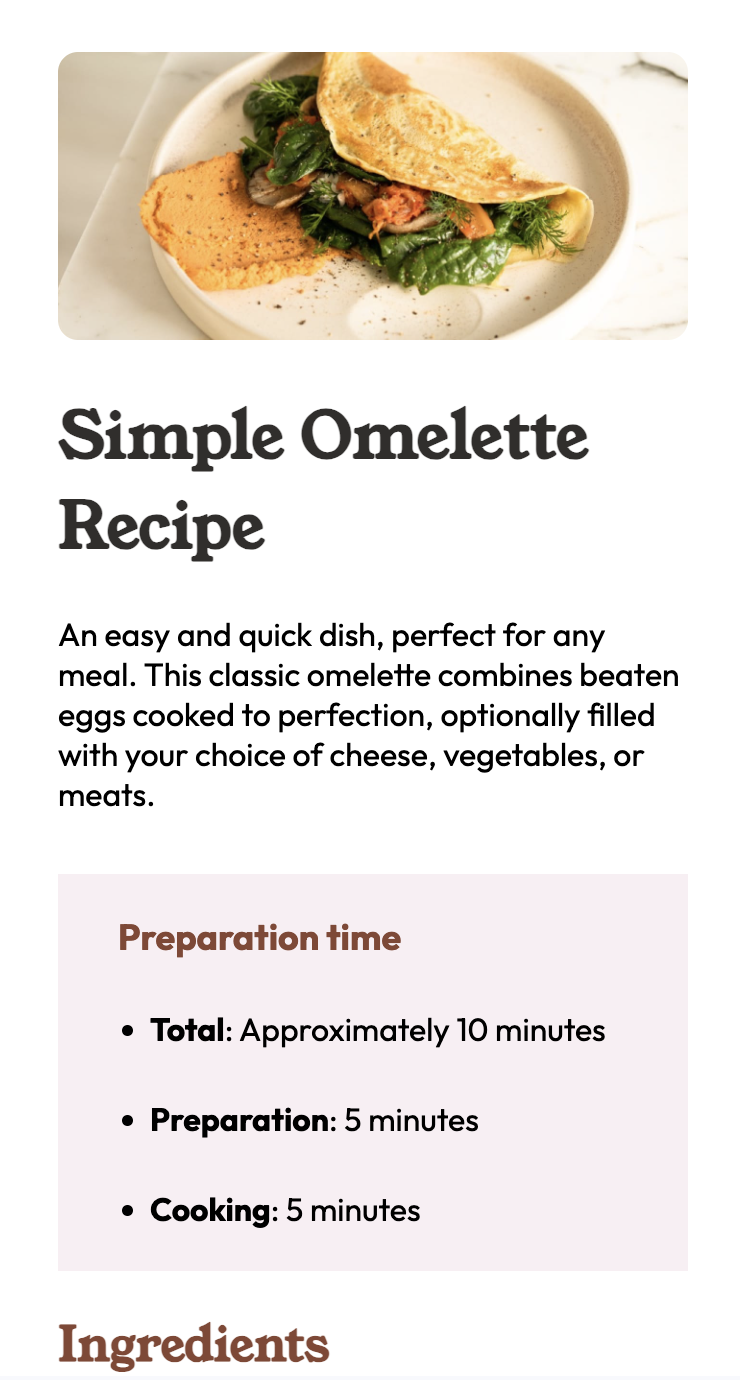 Simple Omelette
Recipe
An easy and quick dish, perfect for any
meal. This classic omelette combines beaten
eggs cooked to perfection, optionally filled
with your choice of cheese, vegetables, or
meats.
Preparation time
• Total: Approximately 10 minutes
• Preparation: 5 minutes
• Cooking: 5 minutes
Ingredients